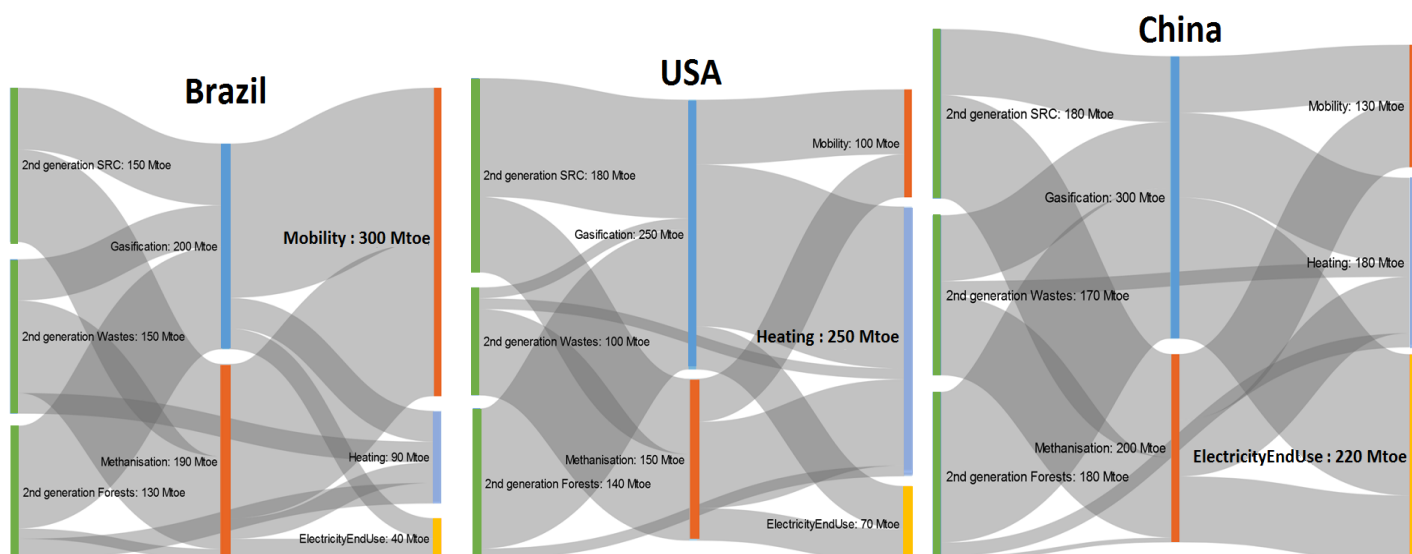 Brazil
2nd generation SRC: 150 Mtoe
Gasification: 200 Mtoe
Mobility : 300 Mtoe
2nd generation Wastes: 150 Mtoe
Methanisation: 190 Mtoe
Heating: 90 Mtoe
2nd generation Forests: 130 Mtoe
ElectricityEndUse: 40 Mtoe
USA
Mobility: 100 Mtoe
2nd generation SRC: 180 Mtoe
Gasification: 250 Mtoe
Heating : 250 Mtoe
2nd generation Wastes: 100 Mtoe
Methanisation: 150 Mtoe
2nd generation Forests: 140 Mtoe
ElectricityEndUse: 70 Mtoe
China
Mobility: 130 Mtoe
2nd generation SRC: 180 Mtoe
Gasification: 300 Mtoe
Heating: 180 Mtoe
2nd generation Wastes: 170 Mtoe
Methanisation: 200 Mtoe
ElectricityEndUse : 220 Mtoe
2nd generation Forests: 180 Mtoe